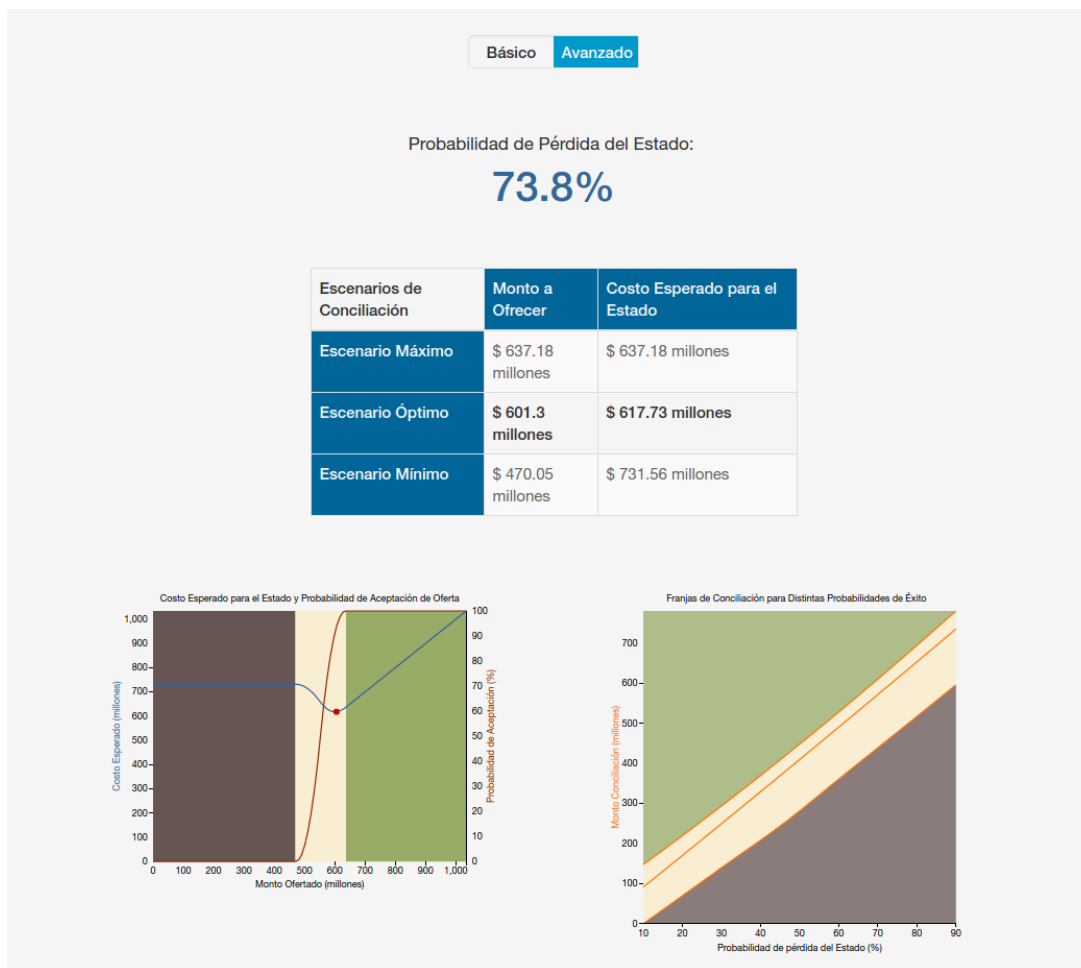 Básico Avanzado
Probabilidad de Pérdida del Estado:
73.8%
Escenarios de Conciliación
Monto a Ofrecer
Costo Esperado para el Estado
Escenario Máximo
$ 637.18 millones
$ 637.18 millones
Escenario Óptimo
$ 601.3 millones
$ 617.73 millones
Escenario Mínimo
$ 470.05 millones
$ 731.56 millones
Costo Esperado para el Estado y Probabilidad de Aceptación de Oferta
Costo Esperado (millones)
1,000
900
800
700
600
500
400
300
200
100
0
0 100 200 300 400 500 600 700 800 900 1,000
Monto Ofertado (millones)
100
90
80
70
60
50
40
30
20
10
0
Probabilidad de Aceptación (%)
Franjas de Conciliación para Distintas Probabilidades de Éxito
Monto Conciliación (millones)
700
600
500
400
300
200
100
0
10 20 30 40 50 60 70 80 90
Probabilidad de pérdida del Estado (%)